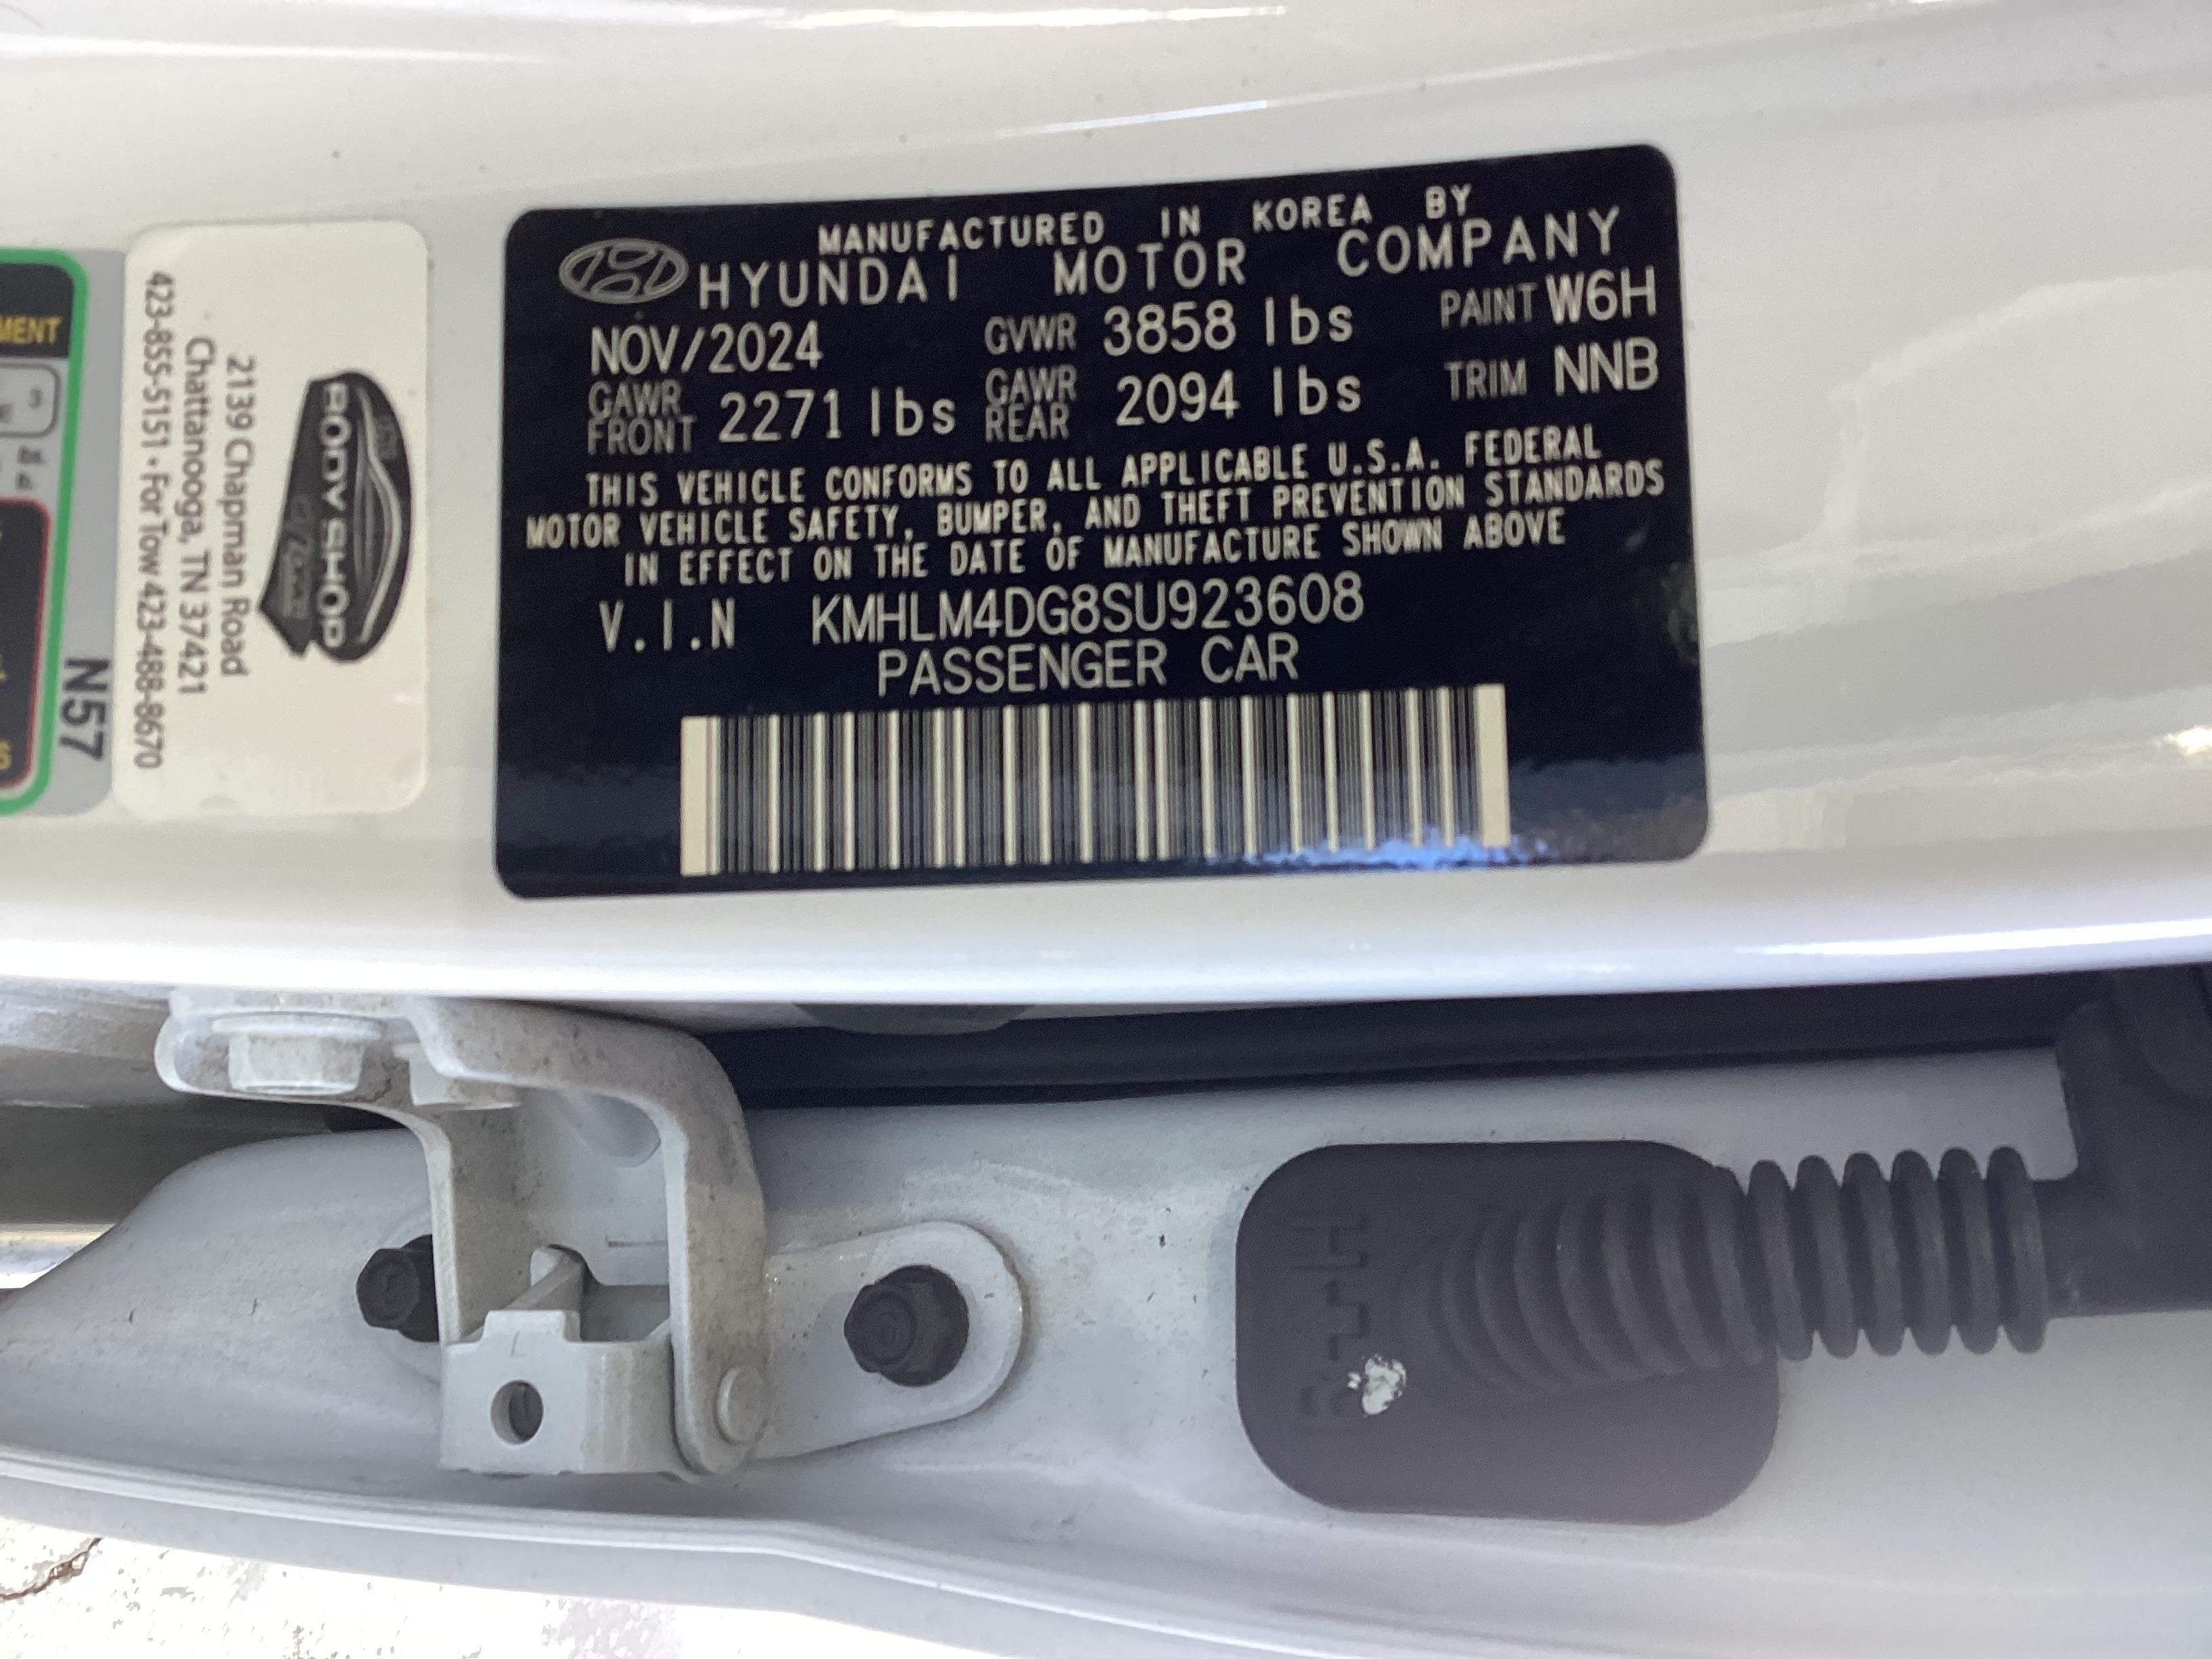 MANUFACTURED IN KOREA BY
HYUNDAI MOTOR COMPANY
NOV/2024 GVWR 3858 lbs PAINT W6H
GAWR FRONT 2271 lbs GAWR REAR 2094 lbs TRIM NNB
THIS VEHICLE CONFORMS TO ALL APPLICABLE U.S.A. FEDERAL
MOTOR VEHICLE SAFETY, BUMPER, AND THEFT PREVENTION STANDARDS
IN EFFECT ON THE DATE OF MANUFACTURE SHOWN ABOVE
V.I.N KMHLM4DG8SU923608
PASSENGER CAR
BODY SHOP
2139 Chapman Road
Chattanooga, TN 37421
423-855-5151 • For Tow 423-488-8670
N57
MENT
3
L